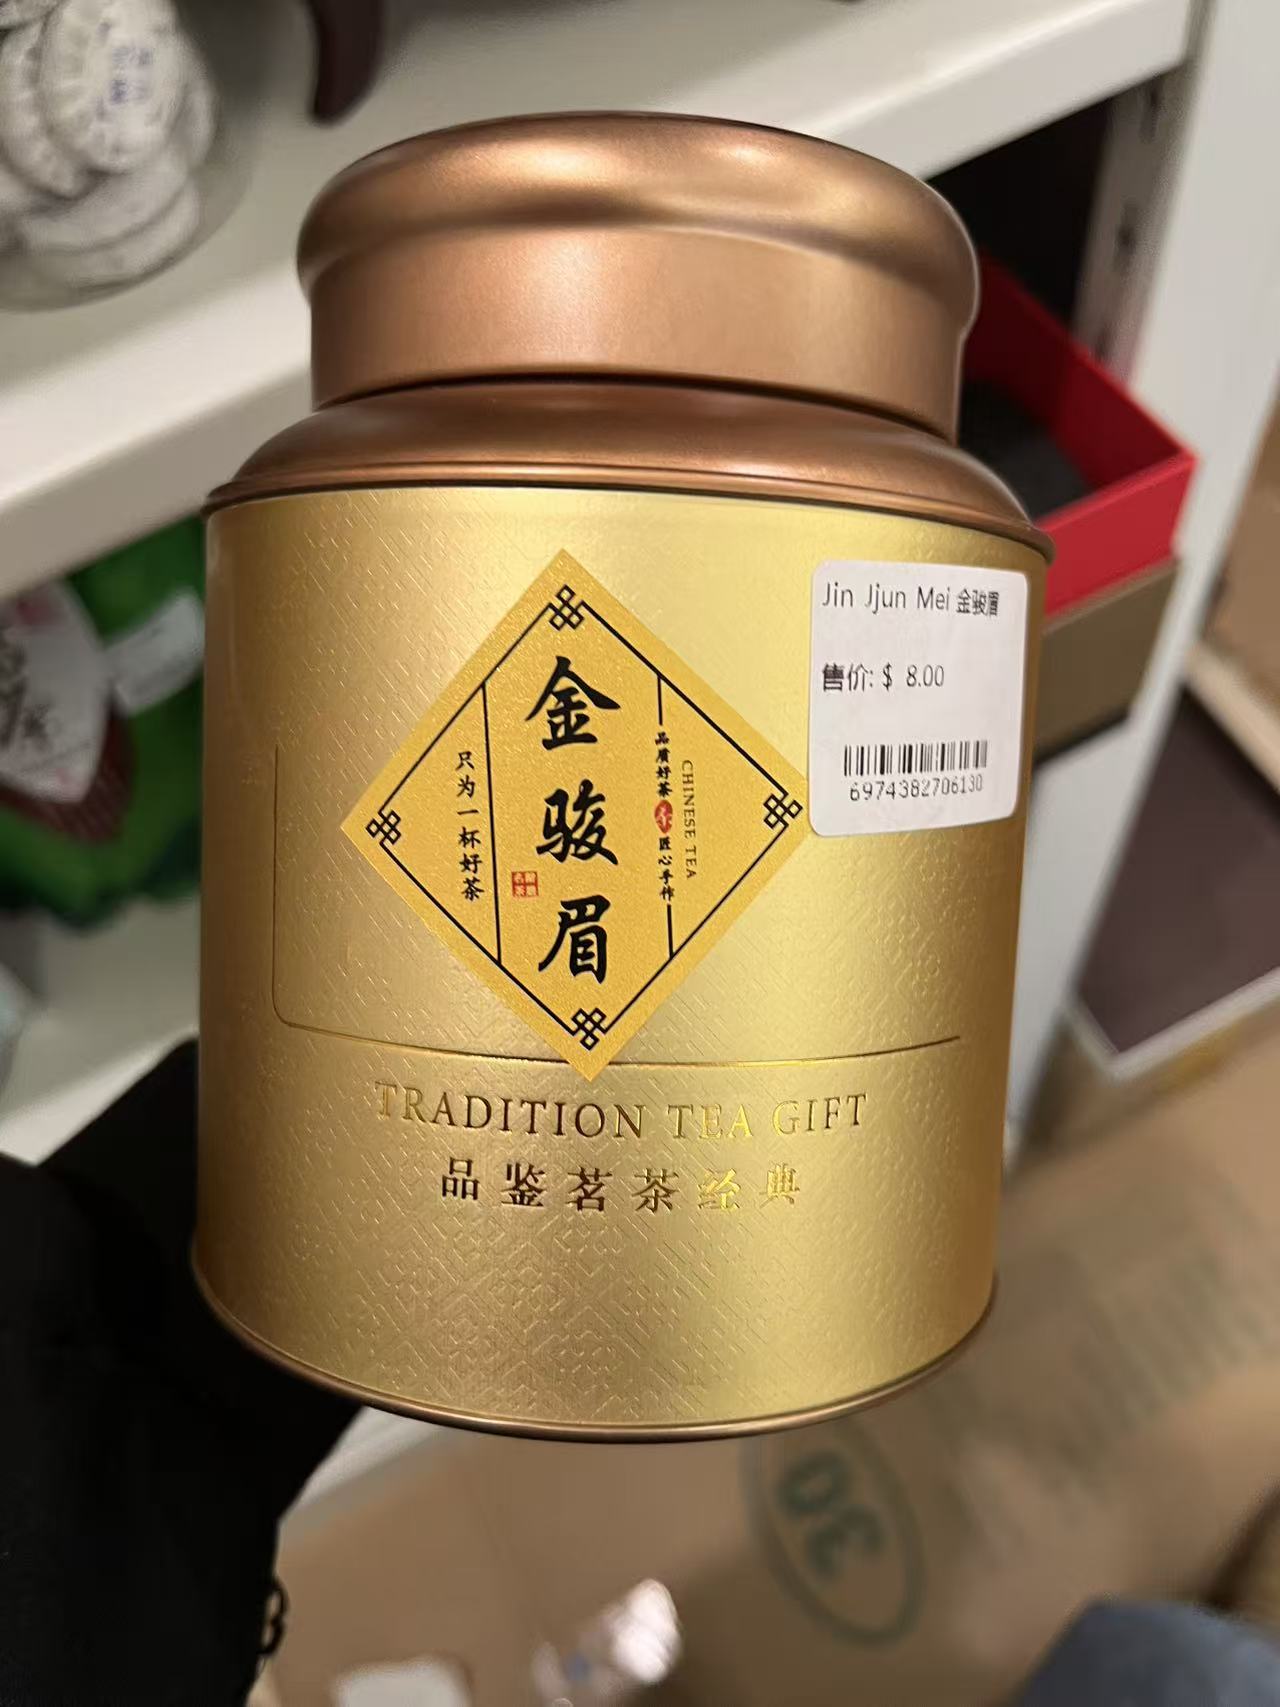 Jin Jjun Mei 金骏眉
售价: $ 8.00
6974382706130
金骏眉
只为一杯好茶
品质好茶
匠心手作
CHINESE TEA
TRADITION TEA GIFT
品鉴茗茶经典
30